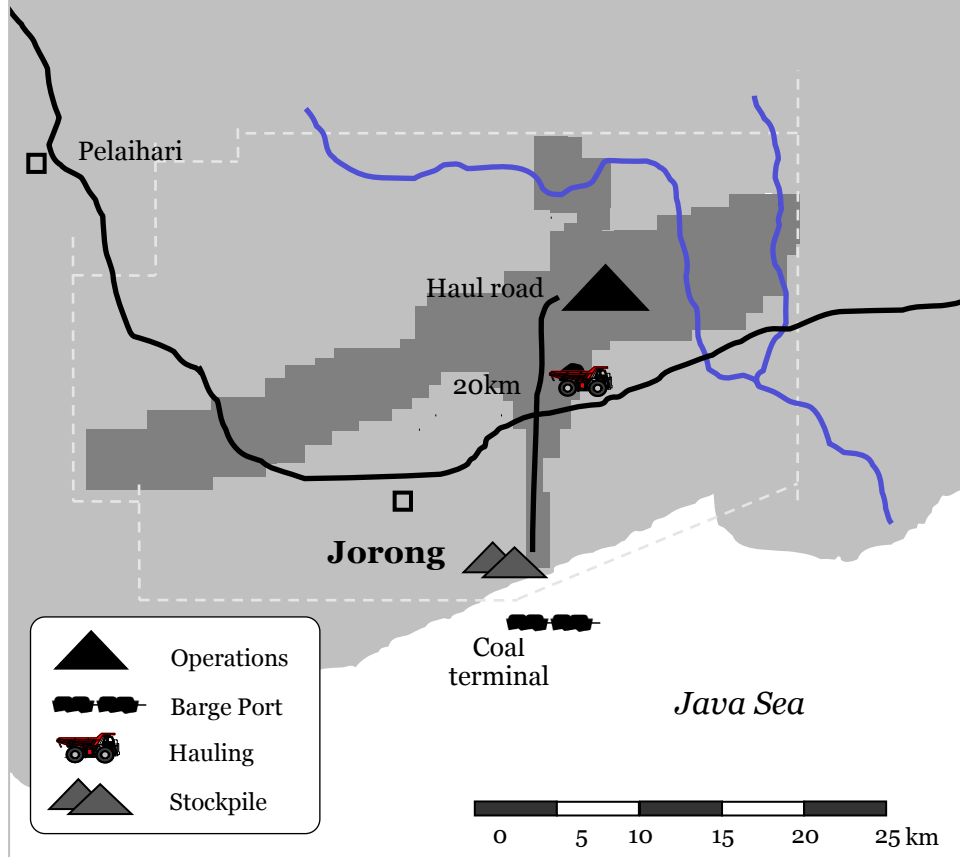 Pelaihari
Haul road
20km
Jorong
Coal
terminal
Java Sea
Operations
Barge Port
Hauling
Stockpile
0 5 10 15 20 25 km